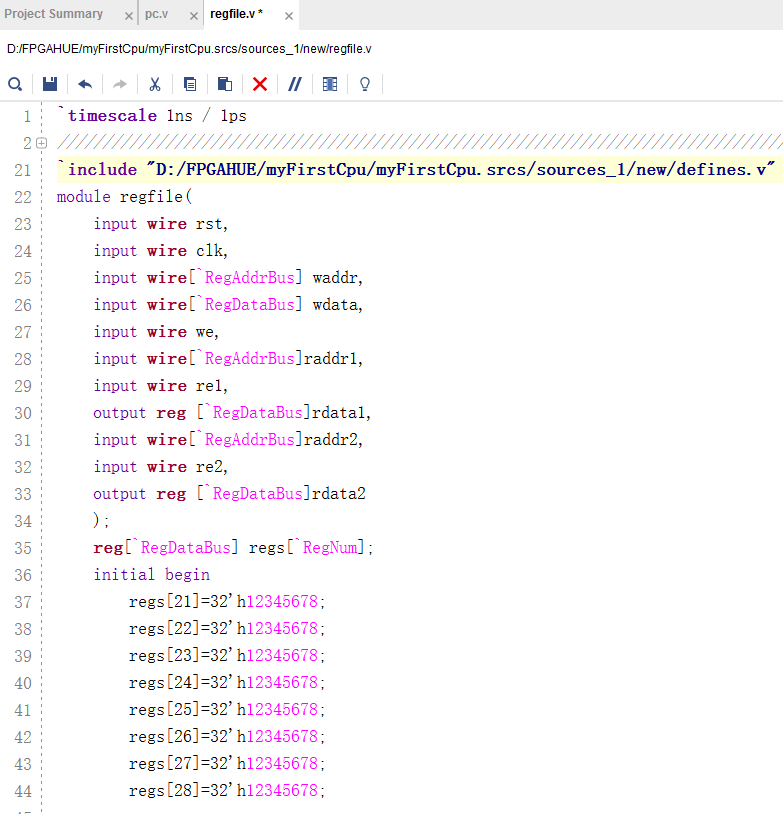 Project Summary × pc.v × regfile.v * ×
D:/FPGAHUE/myFirstCpu/myFirstCpu.srcs/sources_1/new/regfile.v
1 `timescale 1ns / 1ps
2 //////////////////////////////////////////////////////////////////////////////////
21 `include "D:/FPGAHUE/myFirstCpu/myFirstCpu.srcs/sources_1/new/defines.v"
22 module regfile(
23 input wire rst,
24 input wire clk,
25 input wire[`RegAddrBus] waddr,
26 input wire[`RegDataBus] wdata,
27 input wire we,
28 input wire[`RegAddrBus]raddr1,
29 input wire re1,
30 output reg [`RegDataBus]rdata1,
31 input wire[`RegAddrBus]raddr2,
32 input wire re2,
33 output reg [`RegDataBus]rdata2
34 );
35 reg[`RegDataBus] regs[`RegNum];
36 initial begin
37 regs[21]=32'h12345678;
38 regs[22]=32'h12345678;
39 regs[23]=32'h12345678;
40 regs[24]=32'h12345678;
41 regs[25]=32'h12345678;
42 regs[26]=32'h12345678;
43 regs[27]=32'h12345678;
44 regs[28]=32'h12345678;